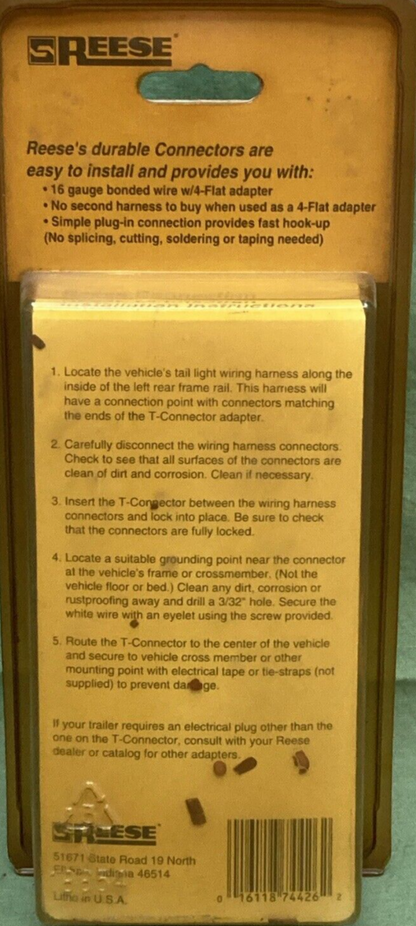 REESE
Reese's durable Connectors are
easy to install and provides you with:
• 16 gauge bonded wire w/4-Flat adapter
• No second harness to buy when used as a 4-Flat adapter
• Simple plug-in connection provides fast hook-up
(No splicing, cutting, soldering or taping needed)
Installation Instructions
1. Locate the vehicle's tail light wiring harness along the
inside of the left rear frame rail. This harness will
have a connection point with connectors matching
the ends of the T-Connector adapter.
2. Carefully disconnect the wiring harness connectors.
Check to see that all surfaces of the connectors are
clean of dirt and corrosion. Clean if necessary.
3. Insert the T-Connector between the wiring harness
connectors and lock into place. Be sure to check
that the connectors are fully locked.
4. Locate a suitable grounding point near the connector
at the vehicle's frame or crossmember. (Not the
vehicle floor or bed.) Clean any dirt, corrosion or
rustproofing away and drill a 3/32" hole. Secure the
white wire with an eyelet using the screw provided.
5. Route the T-Connector to the center of the vehicle
and secure to vehicle cross member or other
mounting point with electrical tape or tie-straps (not
supplied) to prevent damage.
If your trailer requires an electrical plug other than the
one on the T-Connector, consult with your Reese
dealer or catalog for other adapters.
REESE
51671 State Road 19 North
Indiana 46514
Litho in U.S.A.
0 16118 74426 2